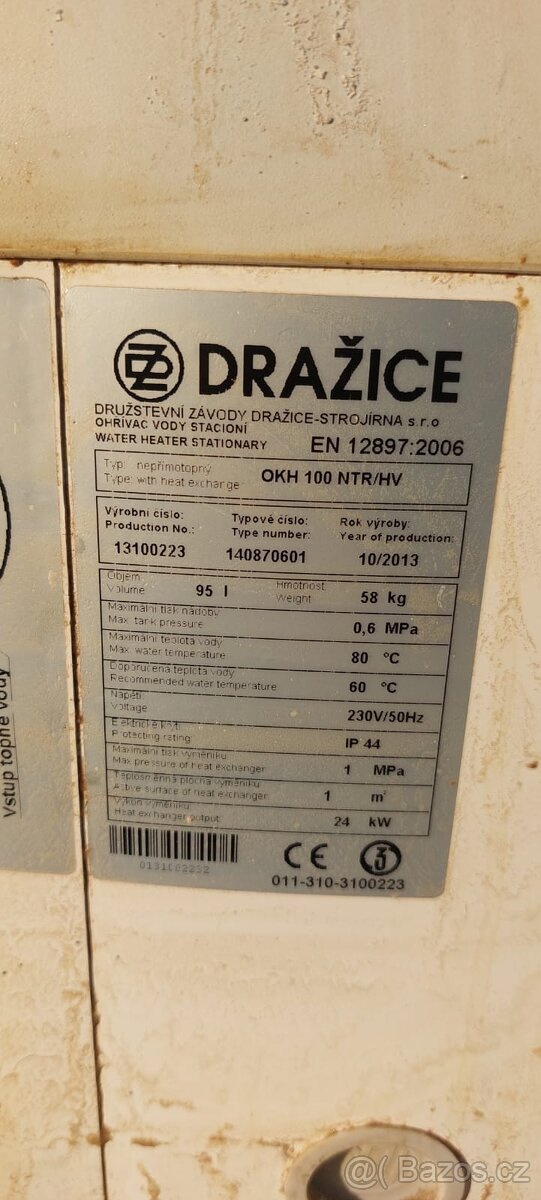 DRAŽICE
DRUŽSTEVNÍ ZÁVODY DRAŽICE-STROJÍRNA s.r.o
OHŘÍVAČ VODY STACIONÍ
WATER HEATER STATIONARY
EN 12897:2006
Typ: nepřímotopný
Type: with heat exchange
OKH 100 NTR/HV
Výrobní číslo: Typové číslo: Rok výroby:
Production No.: Type number: Year of production:
13100223 140870601 10/2013
Objem Hmotnost
Volume 95 l Weight 58 kg
Maximální tlak nádoby
Max. tank pressure 0,6 MPa
Maximální teplota vody
Max. water temperature 80 °C
Doporučená teplota vody
Recommended water temperature 60 °C
Napětí
Voltage 230V/50Hz
Elektrické krytí
Protecting rating IP 44
Maximální tlak výměníku
Max pressure of heat exchanger 1 MPa
Teplosměnná plocha výměníku
Active surface of heat exchanger 1 m²
Výkon výměníku
Heat exchanger output 24 kW
0131002232
CE 3
011-310-3100223
Vstup topné vody
@( Bazoš.cz